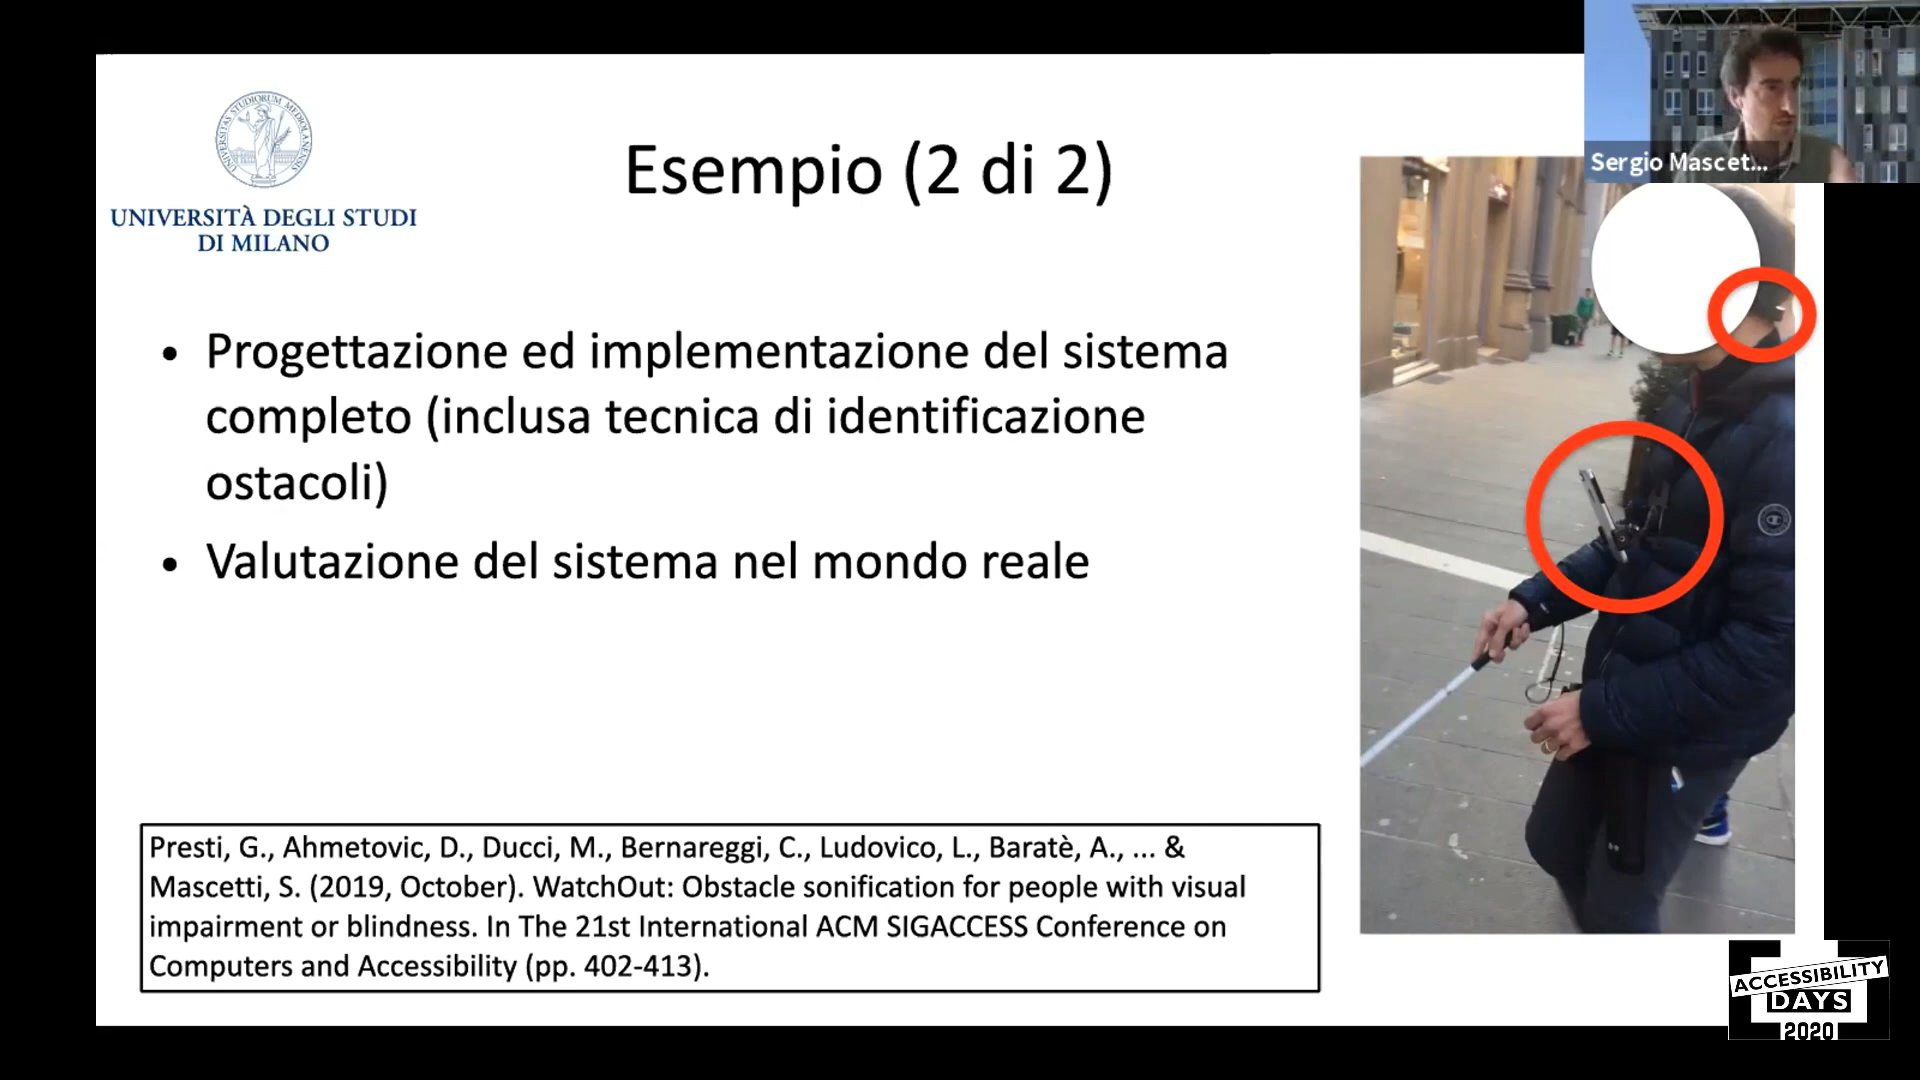 Sergio Mascet...
STUDIORUM
UNIVERSITÀ DEGLI STUDI
DI MILANO
Esempio (2 di 2)
• Progettazione ed implementazione del sistema
completo (inclusa tecnica di identificazione
ostacoli)
• Valutazione del sistema nel mondo reale
Presti, G., Ahmetovic, D., Ducci, M., Bernareggi, C., Ludovico, L., Baratè, A., ... &
Mascetti, S. (2019, October). WatchOut: Obstacle sonification for people with visual
impairment or blindness. In The 21st International ACM SIGACCESS Conference on
Computers and Accessibility (pp. 402-413).
ACCESSIBILITY
DAYS
2020